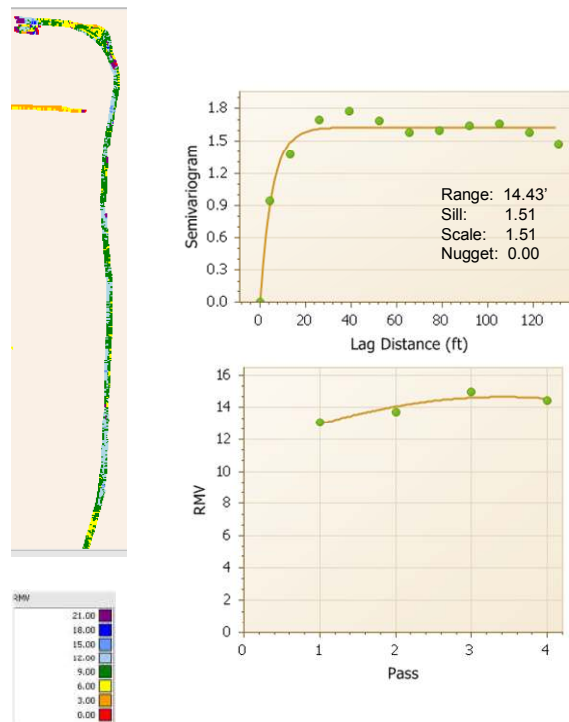 1.8
1.5
1.2
0.9
0.6
0.3
0.0
Semivariogram
Range: 14.43'
Sill: 1.51
Scale: 1.51
Nugget: 0.00
0 20 40 60 80 100 120
Lag Distance (ft)
16
14
12
10
8
6
4
2
0
RMV
0 1 2 3 4
Pass
RMV
21.00
18.00
15.00
12.00
9.00
6.00
3.00
0.00